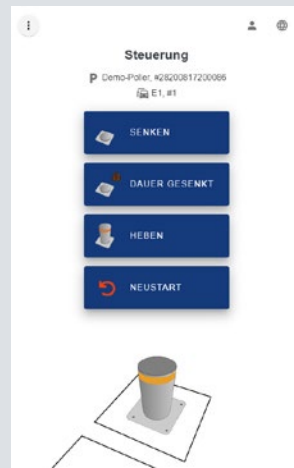 Steuerung
P Demo-Poller, #28200817200086
E1, #1
SENKEN
DAUER GESENKT
HEBEN
NEUSTART